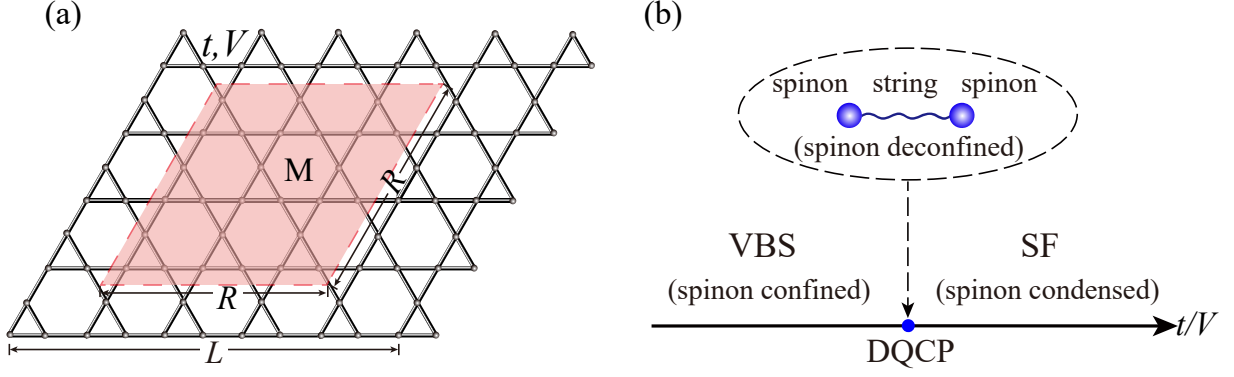 (a)
t,V
M
R
R
L
(b)
spinon string spinon
(spinon deconfined)
VBS
SF
(spinon confined)
(spinon condensed)
t/V
DQCP